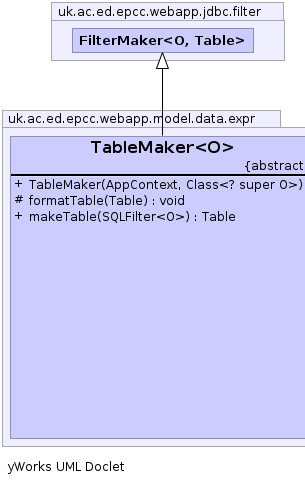 uk.ac.ed.epcc.webapp.jdbc.filter
FilterMaker<O, Table>
uk.ac.ed.epcc.webapp.model.data.expr
TableMaker<O>
{abstract
+ TableMaker(AppContext, Class<? super O>)
# formatTable(Table) : void
+ makeTable(SQLFilter<O>) : Table
yWorks UML Doclet